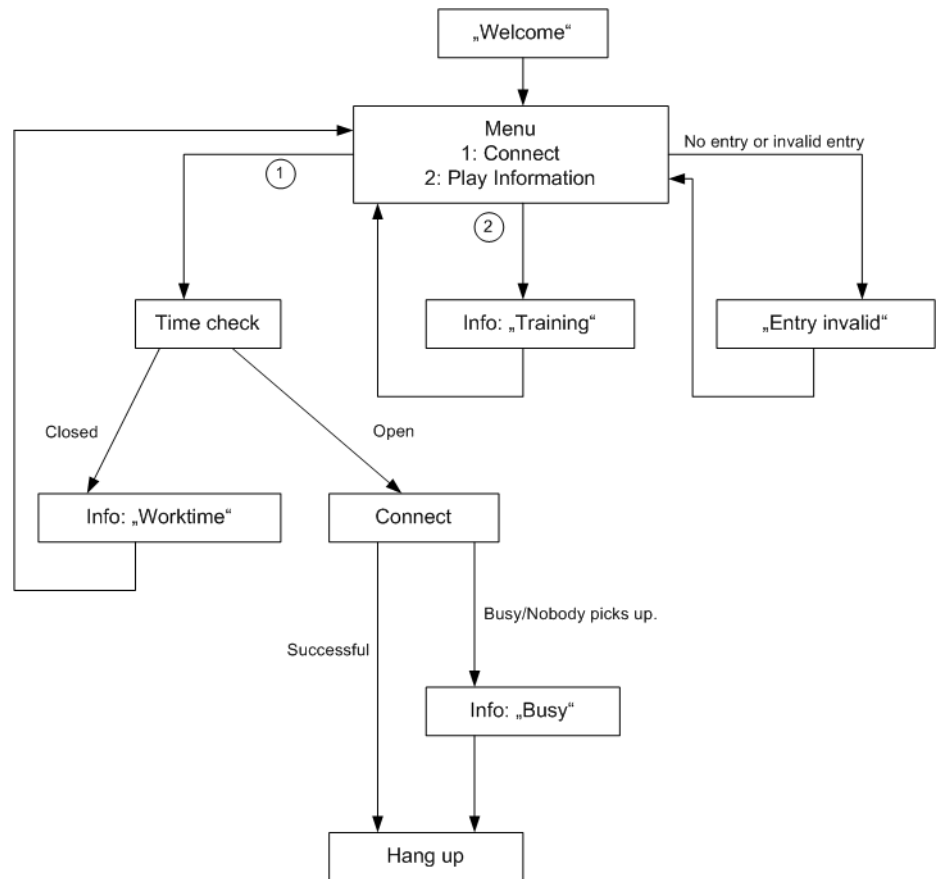 „Welcome“
Menu
1: Connect
2: Play Information
No entry or invalid entry
1
2
Time check
Info: „Training“
„Entry invalid“
Closed
Open
Info: „Worktime“
Connect
Busy/Nobody picks up.
Successful
Info: „Busy“
Hang up